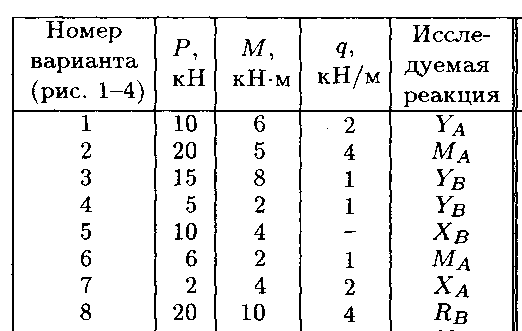 Номер варианта (рис. 1–4) P, кН M, кН·м q, кН/м Иссле-дуемая реакция
1 10 6 2 Y_A
2 20 5 4 M_A
3 15 8 1 Y_B
4 5 2 1 Y_B
5 10 4 – X_B
6 6 2 1 M_A
7 2 4 2 X_A
8 20 10 4 R_B